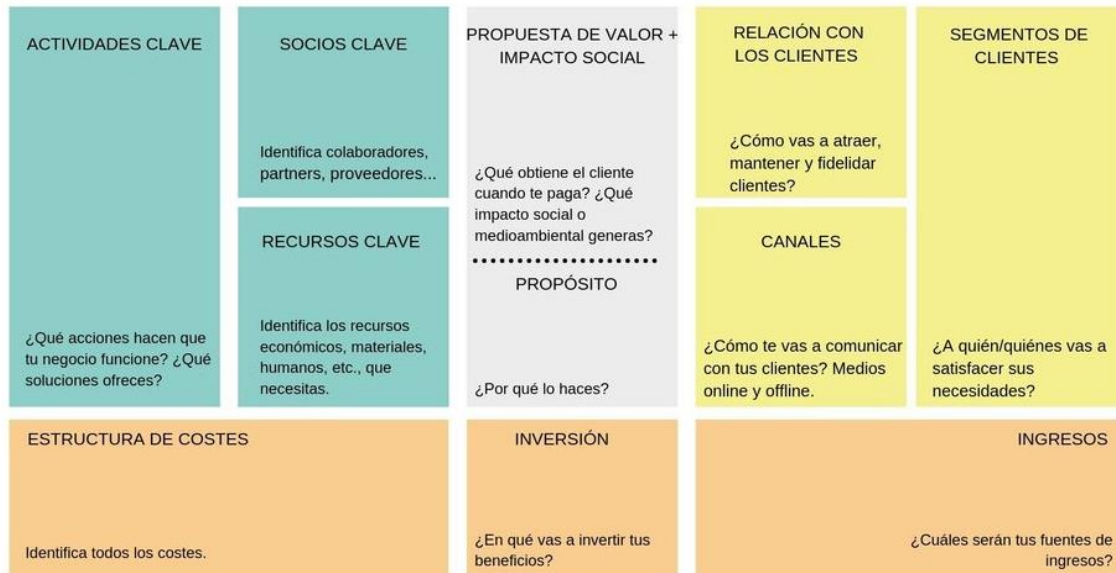 ACTIVIDADES CLAVE
¿Qué acciones hacen que
tu negocio funcione? ¿Qué
soluciones ofreces?
SOCIOS CLAVE
Identifica colaboradores,
partners, proveedores...
RECURSOS CLAVE
Identifica los recursos
económicos, materiales,
humanos, etc., que
necesitas.
PROPUESTA DE VALOR +
IMPACTO SOCIAL
¿Qué obtiene el cliente
cuando te paga? ¿Qué
impacto social o
medioambiental generas?
PROPÓSITO
¿Por qué lo haces?
RELACIÓN CON
LOS CLIENTES
¿Cómo vas a atraer,
mantener y fidelidar
clientes?
CANALES
¿Cómo te vas a comunicar
con tus clientes? Medios
online y offline.
SEGMENTOS DE
CLIENTES
¿A quién/quiénes vas a
satisfacer sus
necesidades?
ESTRUCTURA DE COSTES
Identifica todos los costes.
INVERSIÓN
¿En qué vas a invertir tus
beneficios?
INGRESOS
¿Cuáles serán tus fuentes de
ingresos?